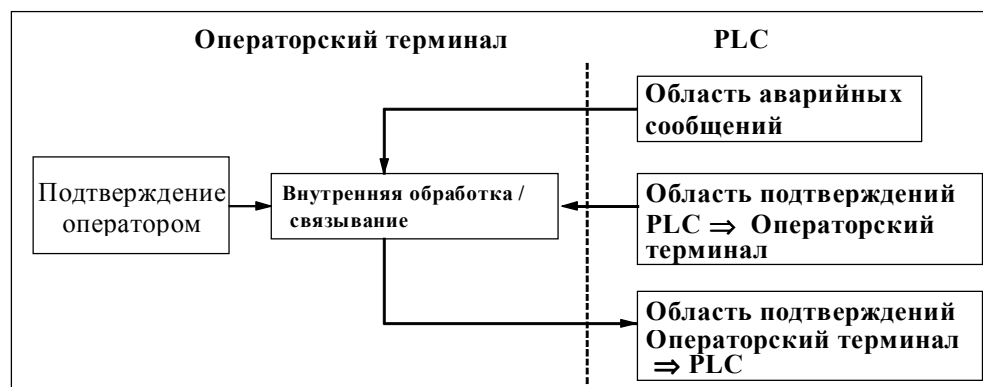 Операторский терминал
PLC
Область аварийных
сообщений
Подтверждение
оператором
Внутренняя обработка /
связывание
Область подтверждений
PLC ⇒ Операторский
терминал
Область подтверждений
Операторский терминал
⇒ PLC